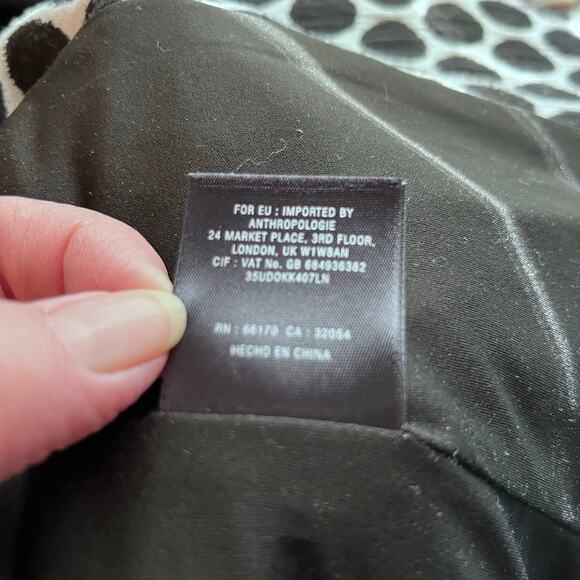 FOR EU : IMPORTED BY
ANTHROPOLOGIE
24 MARKET PLACE, 3RD FLOOR,
LONDON, UK W1W8AN
CIF : VAT No. GB 684936382
35UDOKK407LN
RN : 66170 CA : 32054
HECHO EN CHINA